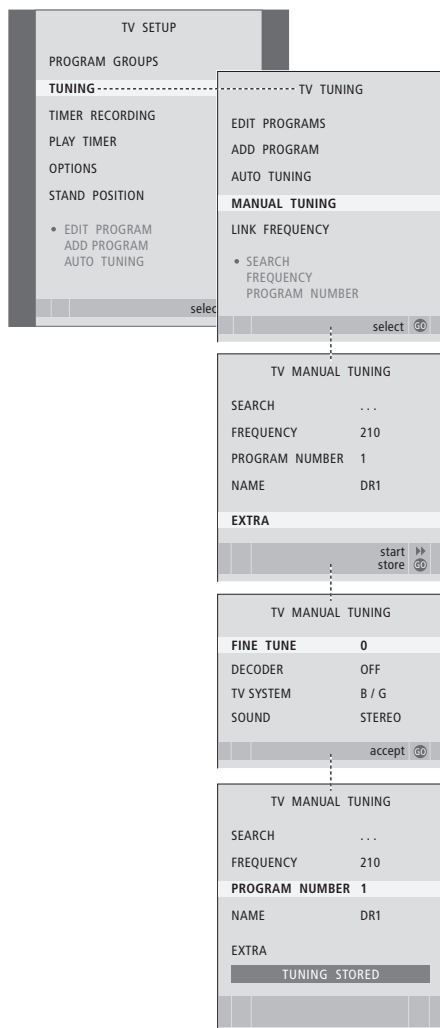 TV SETUP
PROGRAM GROUPS
TUNING
TIMER RECORDING
PLAY TIMER
OPTIONS
STAND POSITION
• EDIT PROGRAM
ADD PROGRAM
AUTO TUNING
selec
TV TUNING
EDIT PROGRAMS
ADD PROGRAM
AUTO TUNING
MANUAL TUNING
LINK FREQUENCY
• SEARCH
FREQUENCY
PROGRAM NUMBER
select GO
TV MANUAL TUNING
SEARCH . . .
FREQUENCY 210
PROGRAM NUMBER 1
NAME DR1
EXTRA
start
store GO
TV MANUAL TUNING
FINE TUNE 0
DECODER OFF
TV SYSTEM B / G
SOUND STEREO
accept GO
TV MANUAL TUNING
SEARCH . . .
FREQUENCY 210
PROGRAM NUMBER 1
NAME DR1
EXTRA
TUNING STORED